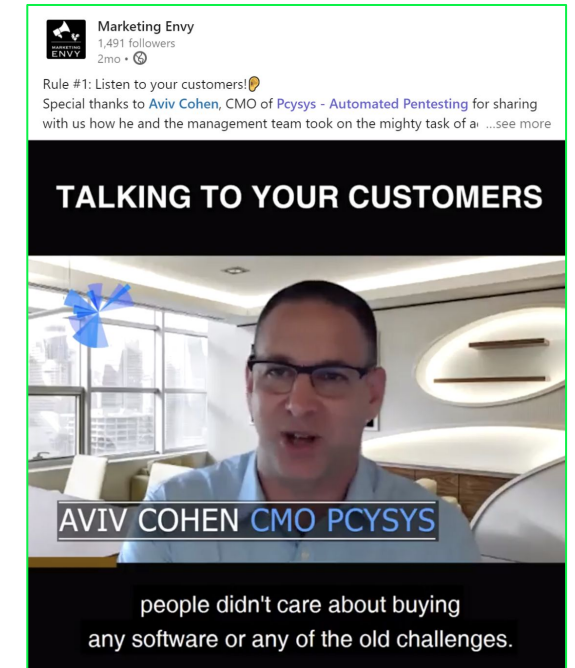 MARKETING
ENVY
Marketing Envy
1,491 followers
2mo •
Rule #1: Listen to your customers!
Special thanks to Aviv Cohen, CMO of Pcysys - Automated Pentesting for sharing
with us how he and the management team took on the mighty task of a ...see more
TALKING TO YOUR CUSTOMERS
AVIV COHEN CMO PCYSYS
people didn't care about buying
any software or any of the old challenges.